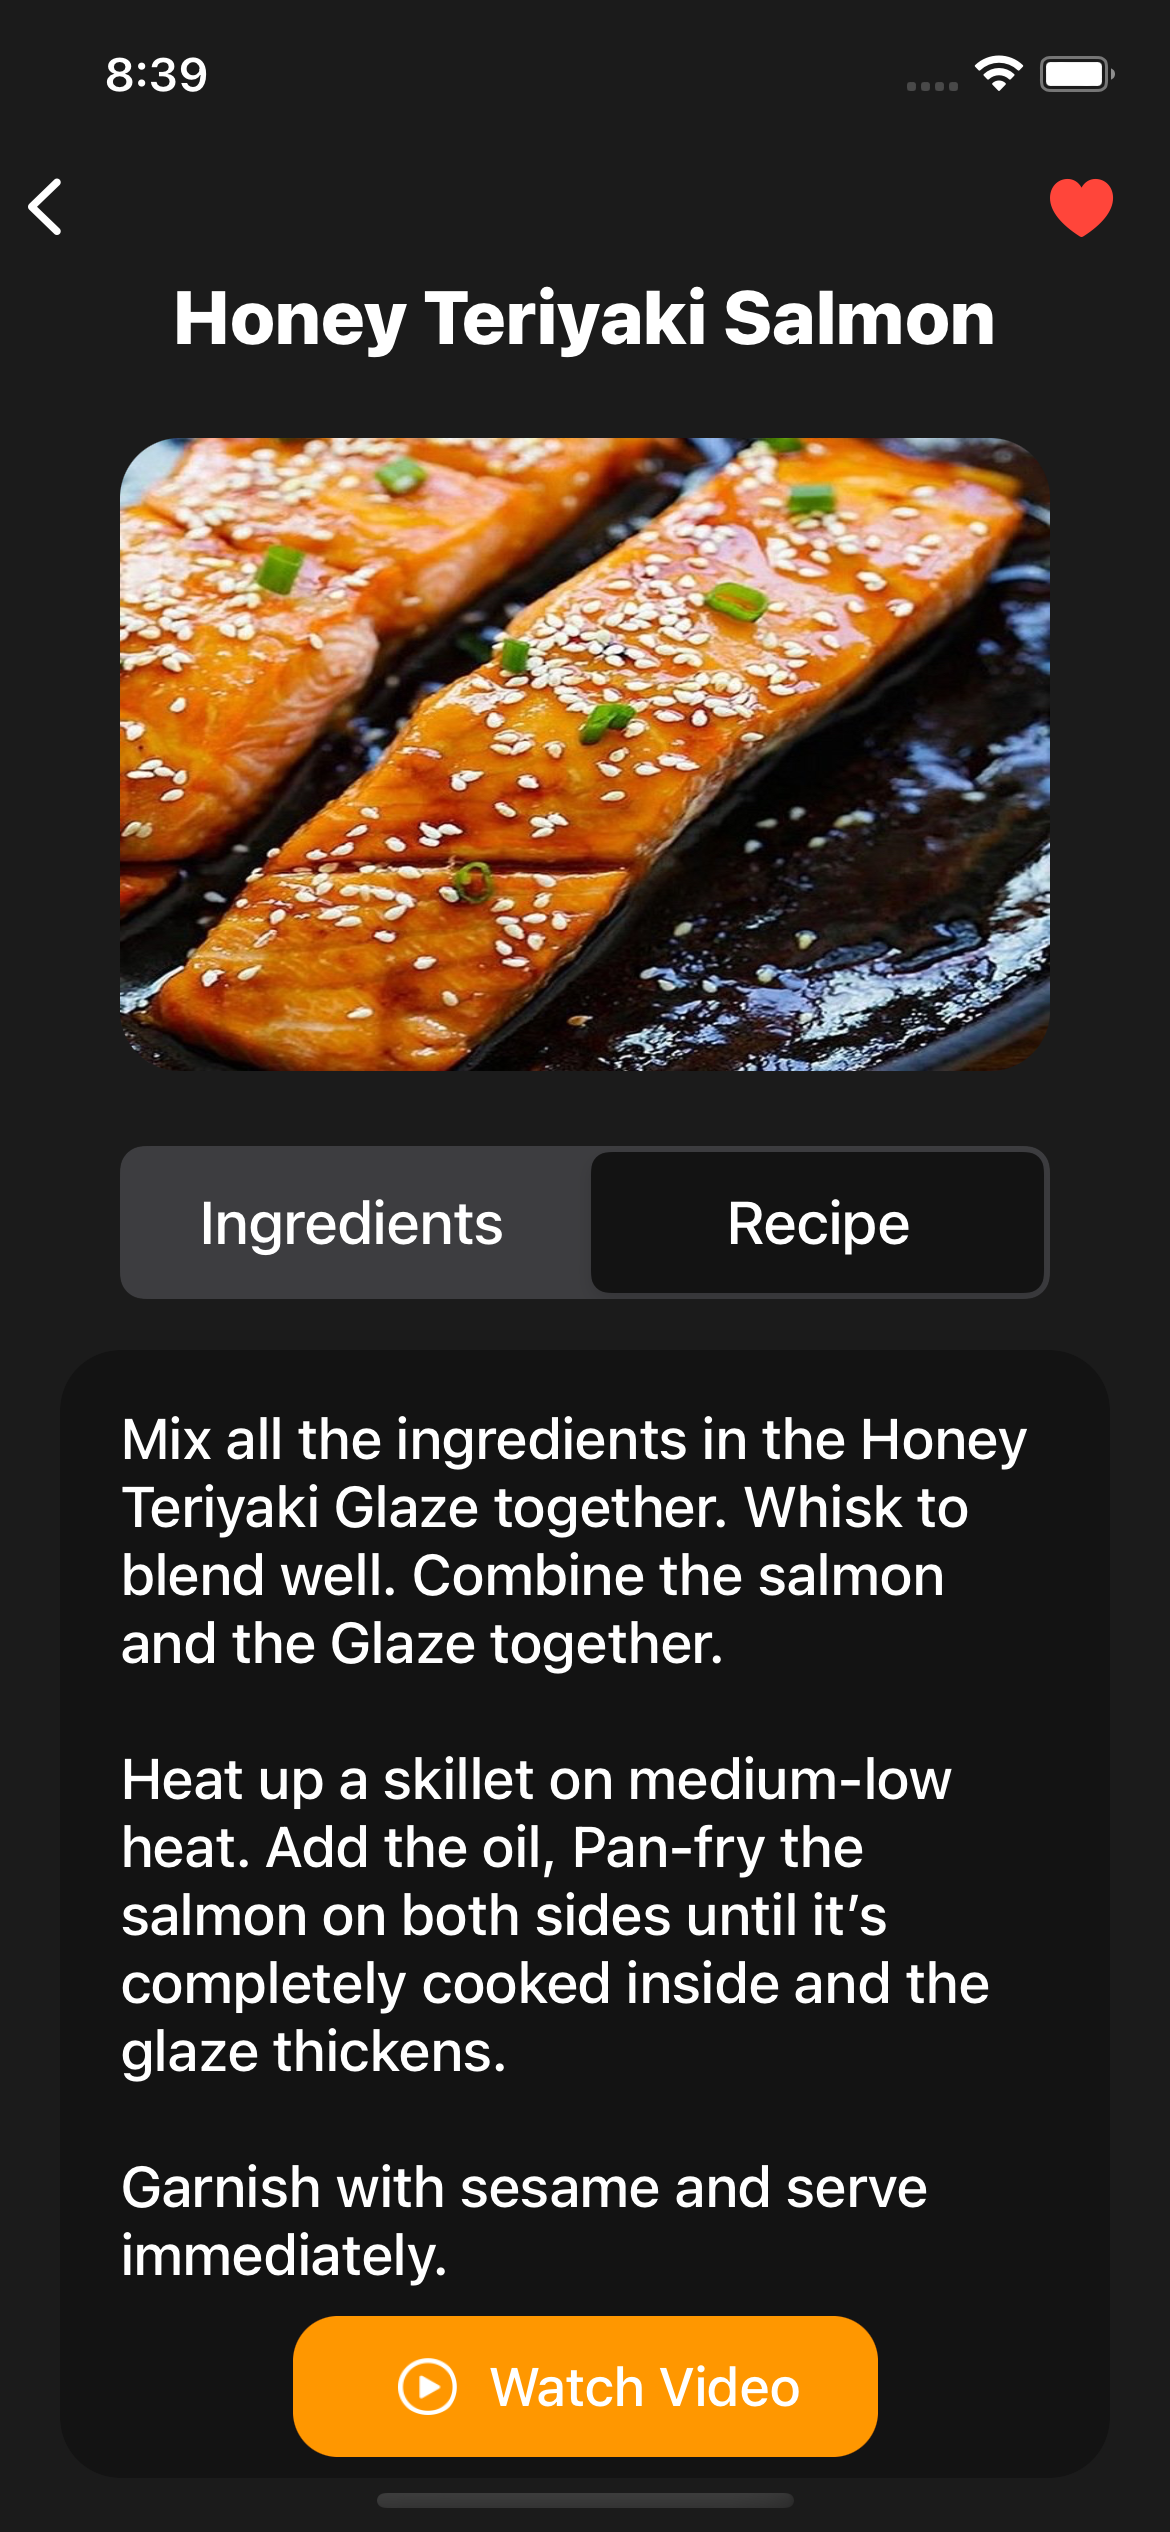 8:39
Honey Teriyaki Salmon
Ingredients
Recipe
Mix all the ingredients in the Honey
Teriyaki Glaze together. Whisk to
blend well. Combine the salmon
and the Glaze together.
Heat up a skillet on medium-low
heat. Add the oil, Pan-fry the
salmon on both sides until it’s
completely cooked inside and the
glaze thickens.
Garnish with sesame and serve
immediately.
Watch Video